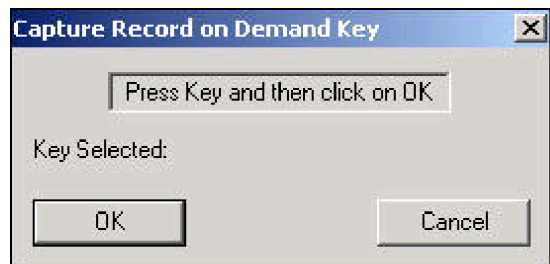 Capture Record on Demand Key
Press Key and then click on OK
Key Selected:
OK
Cancel